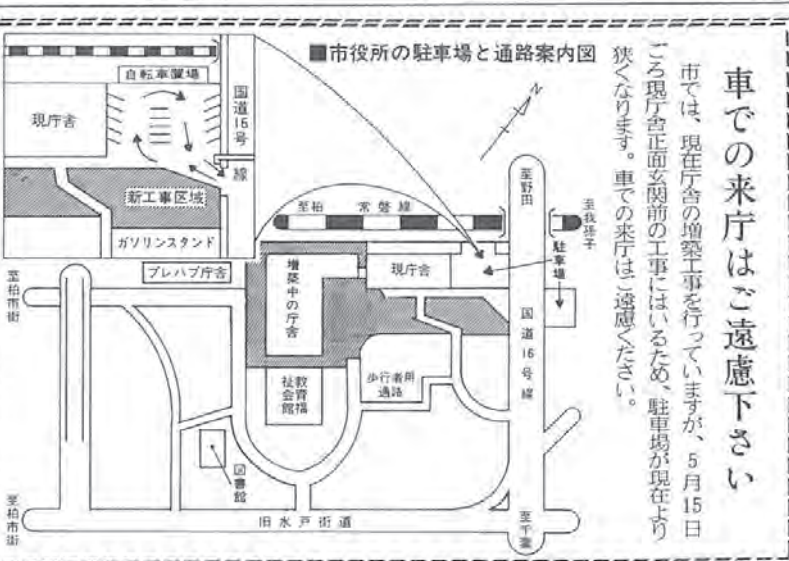 車での来庁はご遠慮下さい
市では、現在庁舎の増築工事を行っていますが、5月15日
ごろ現庁舎正面玄関前の工事にはいるため、駐車場が現在より
狭くなります。車での来庁はご遠慮ください。
■市役所の駐車場と通路案内図
自転車置場
現庁舎
国道16号線
新工事区域
ガソリンスタンド
N
至野田
至我孫子
至柏
常磐線
駐車場
プレハブ庁舎
増築中の庁舎
現庁舎
至柏市街
国道16号線
教育福祉会館
歩行者用
通路
図書館
至柏市街
旧水戸街道
至千葉